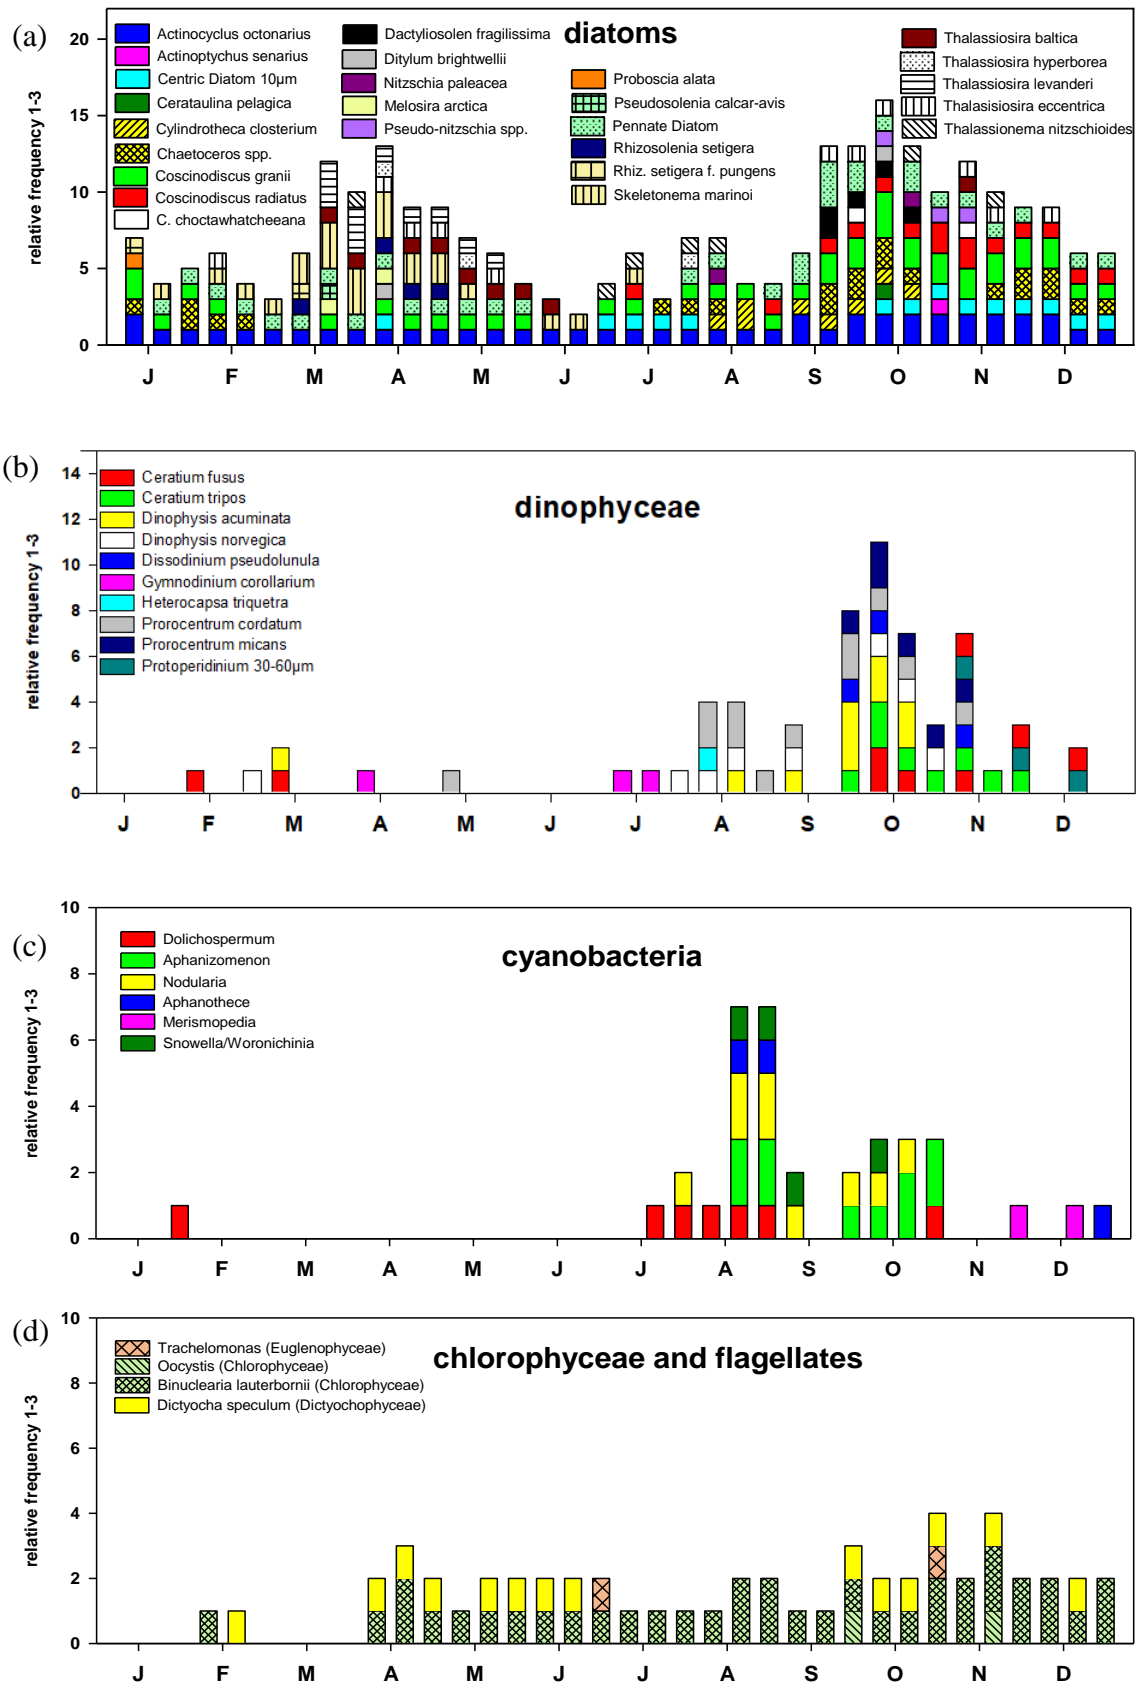 (a)
diatoms
relative frequency 1-3
20
15
10
5
0
Actinocyclus octonarius
Actinoptychus senarius
Centric Diatom 10µm
Cerataulina pelagica
Cylindrotheca closterium
Chaetoceros spp.
Coscinodiscus granii
Coscinodiscus radiatus
C. choctawhatcheeana
Dactyliosolen fragilissima
Ditylum brightwellii
Nitzschia paleacea
Melosira arctica
Pseudo-nitzschia spp.
Proboscia alata
Pseudosolenia calcar-avis
Pennate Diatom
Rhizosolenia setigera
Rhiz. setigera f. pungens
Skeletonema marinoi
Thalassiosira baltica
Thalassiosira hyperborea
Thalassiosira levanderi
Thalasisiosira eccentrica
Thalassionema nitzschioides
J F M A M J J A S O N D
(b)
dinophyceae
relative frequency 1-3
14
12
10
8
6
4
2
0
Ceratium fusus
Ceratium tripos
Dinophysis acuminata
Dinophysis norvegica
Dissodinium pseudolunula
Gymnodinium corollarium
Heterocapsa triquetra
Prorocentrum cordatum
Prorocentrum micans
Protoperidinium 30-60µm
J F M A M J J A S O N D
(c)
cyanobacteria
relative frequency 1-3
10
8
6
4
2
0
Dolichospermum
Aphanizomenon
Nodularia
Aphanothece
Merismopedia
Snowella/Woronichinia
J F M A M J J A S O N D
(d)
chlorophyceae and flagellates
relative frequency 1-3
10
8
6
4
2
0
Trachelomonas (Euglenophyceae)
Oocystis (Chlorophyceae)
Binuclearia lauterbornii (Chlorophyceae)
Dictyocha speculum (Dictyochophyceae)
J F M A M J J A S O N D